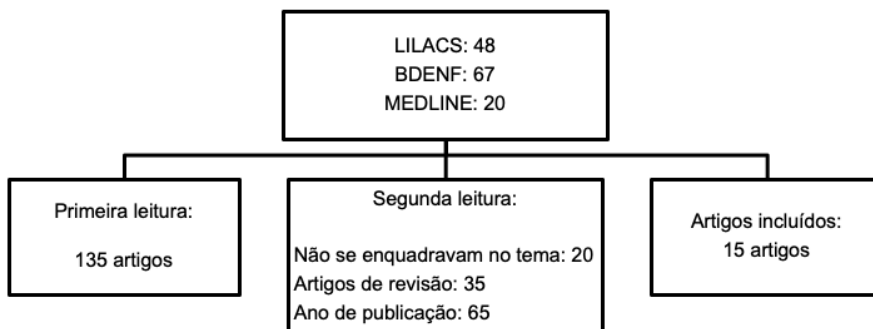 LILACS: 48
BDENF: 67
MEDLINE: 20
Primeira leitura:
135 artigos
Segunda leitura:
Não se enquadravam no tema: 20
Artigos de revisão: 35
Ano de publicação: 65
Artigos incluídos:
15 artigos